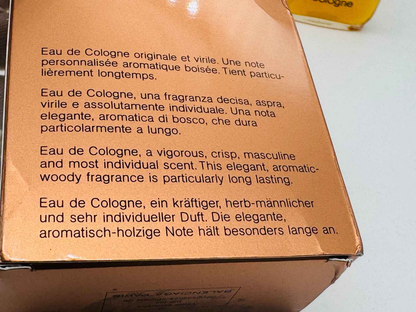 Cologne
Eau de Cologne originale et virile. Une note
personnalisée aromatique boisée. Tient particu-
lièrement longtemps.
Eau de Cologne, una fragranza decisa, aspra,
virile e assolutamente individuale. Una nota
elegante, aromatica di bosco, che dura
particolarmente a lungo.
Eau de Cologne, a vigorous, crisp, masculine
and most individual scent. This elegant, aromatic-
woody fragrance is particularly long lasting.
Eau de Cologne, ein kräftiger, herb-männlicher
und sehr individueller Duft. Die elegante,
aromatisch-holzige Note hält besonders lange an.